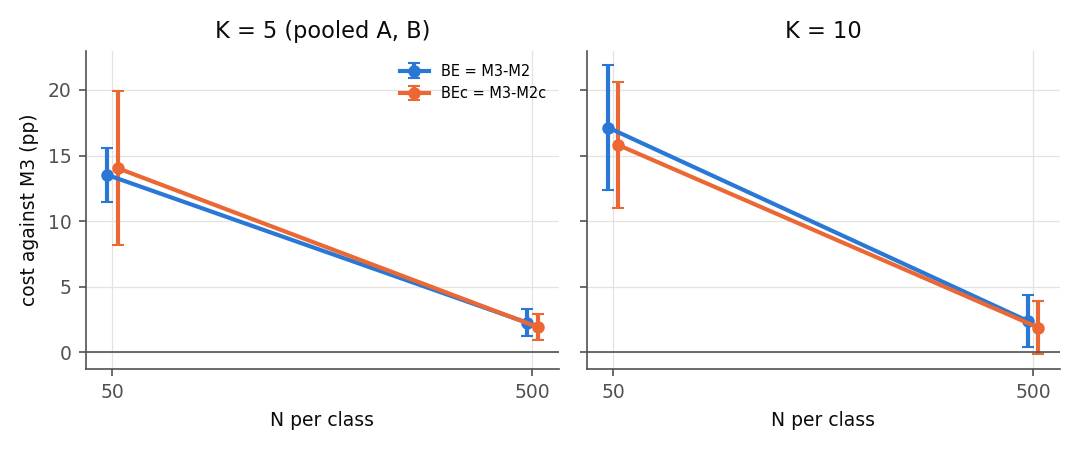 K = 5 (pooled A, B)
K = 10
BE = M3-M2
BEc = M3-M2c
cost against M3 (pp)
20
15
10
5
0
50
500
50
500
N per class
N per class